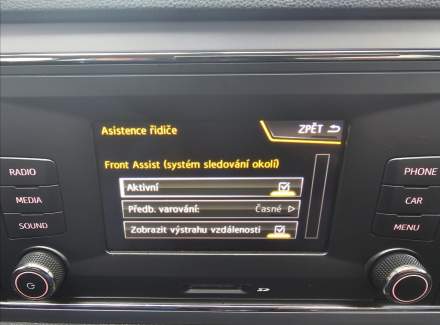 Asistence řidiče
ZPĚT
Front Assist (systém sledování okolí)
Aktivní
Předb. varování: Časné
Zobrazit výstrahu vzdálenosti
RADIO
MEDIA
SOUND
PHONE
CAR
MENU